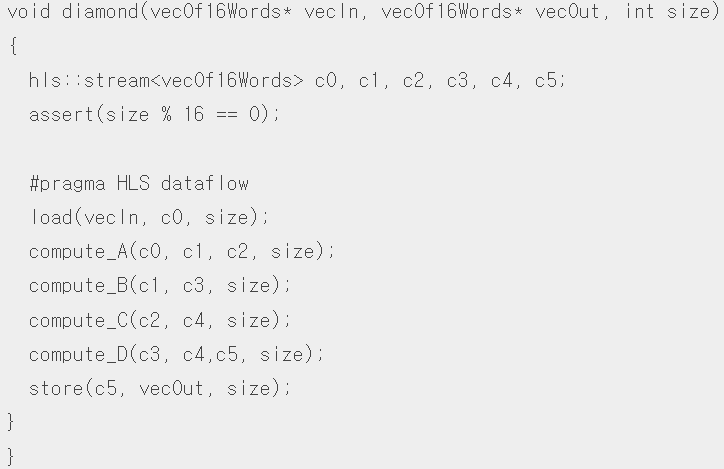 void diamond(vecOf16Words* vecIn, vecOf16Words* vecOut, int size)
{
hls::stream<vecOf16Words> c0, c1, c2, c3, c4, c5;
assert(size % 16 == 0);
#pragma HLS dataflow
load(vecIn, c0, size);
compute_A(c0, c1, c2, size);
compute_B(c1, c3, size);
compute_C(c2, c4, size);
compute_D(c3, c4,c5, size);
store(c5, vecOut, size);
}
}